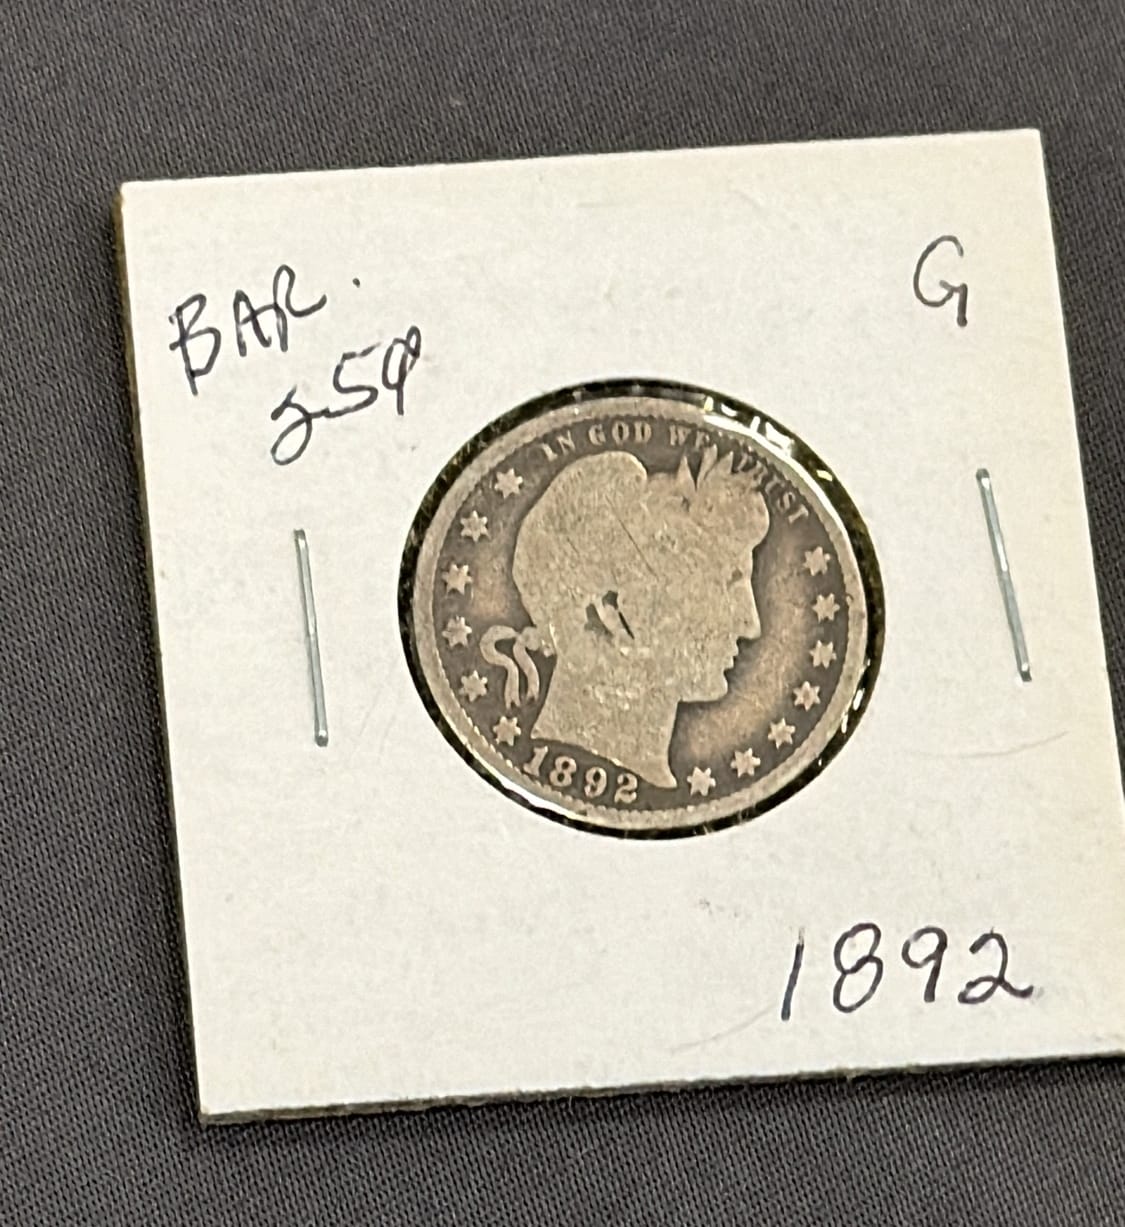 BAR.
25¢
G
IN GOD WE TRUST
1892
1892